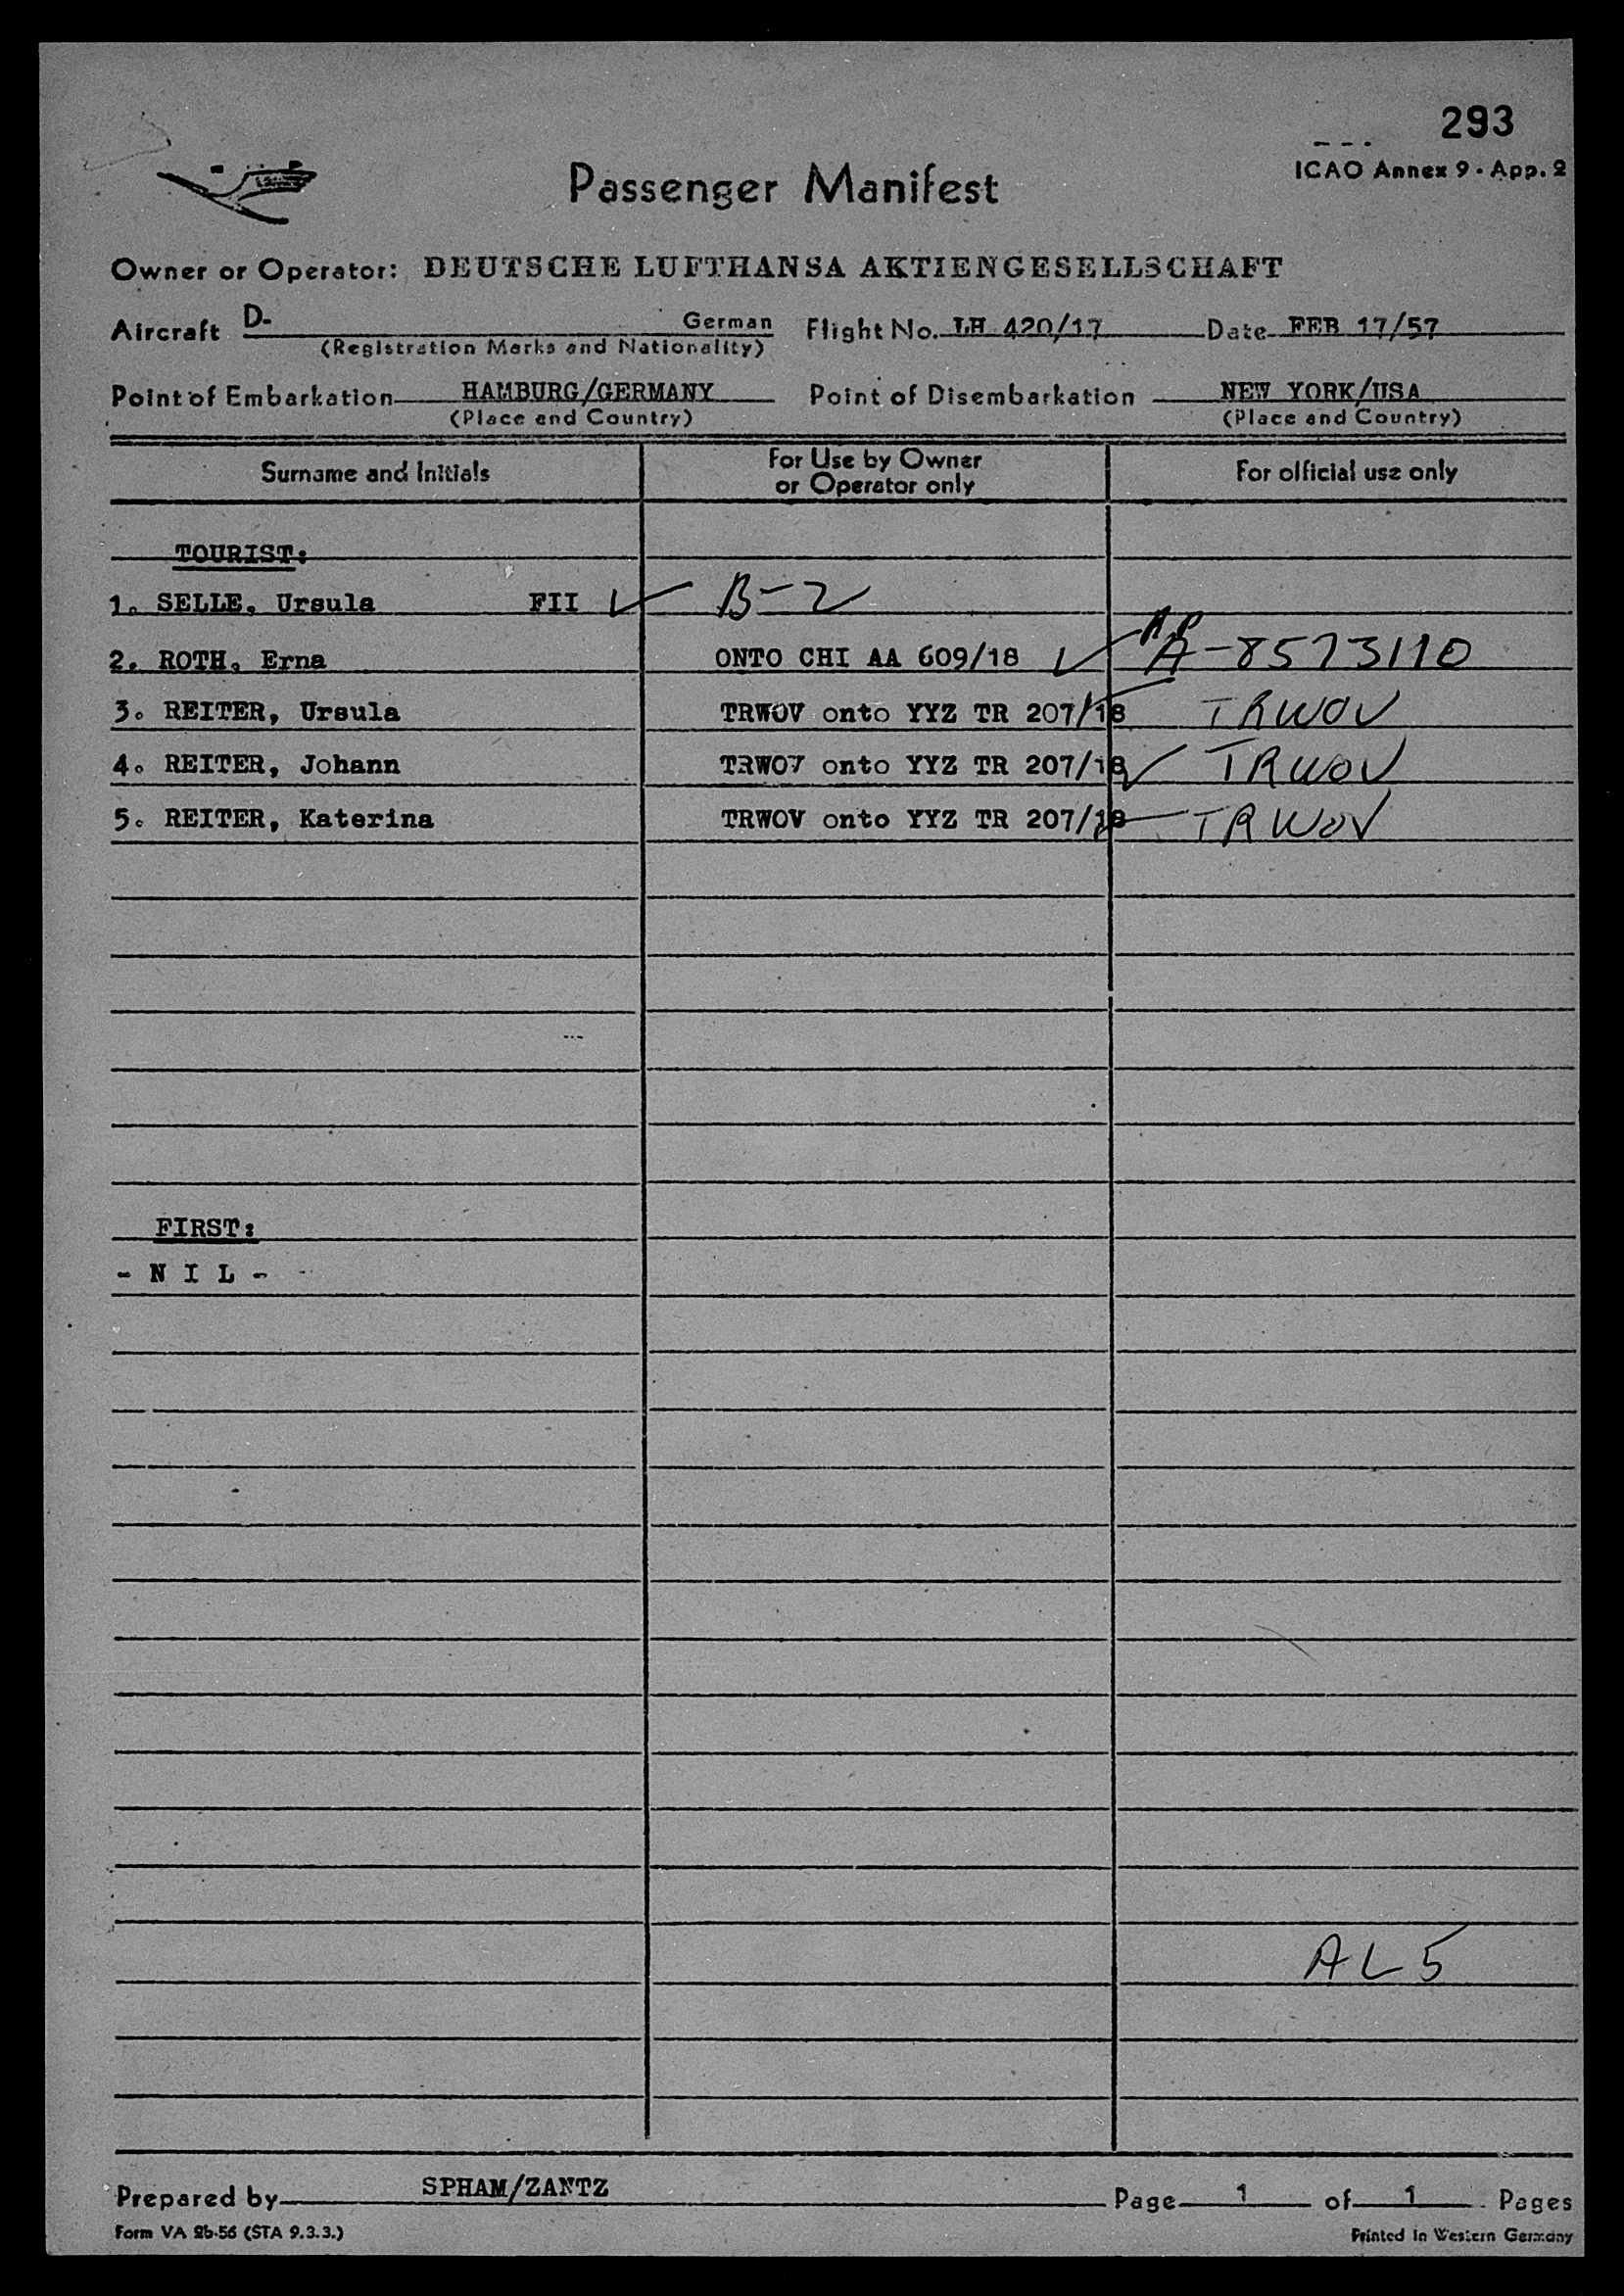 293
ICAO Annex 9 - App. 2
Passenger Manifest
Owner or Operator: DEUTSCHE LUFTHANSA AKTIENGESELLSCHAFT
Aircraft D- German Flight No. LH 420/17 Date FEB 17/57
(Registration Marks and Nationality)
Point of Embarkation HAMBURG/GERMANY Point of Disembarkation NEW YORK/USA
(Place and Country) (Place and Country)
Surname and Initials For Use by Owner or Operator only For official use only
TOURIST:
1. SELLE, Ursula FII B-2
2. ROTH, Erna ONTO CHI AA 609/18 A-8573110
3. REITER, Ursula TRWOV onto YYZ TR 207/18 TRWOV
4. REITER, Johann TRWOV onto YYZ TR 207/18 TRWOV
5. REITER, Katerina TRWOV onto YYZ TR 207/18 TRWOV
FIRST:
- N I L -
AL 5
Prepared by SPHAM/ZANTZ Page 1 of 1 Pages
Form VA 2b-56 (STA 9.3.3.) Printed in Western Germany